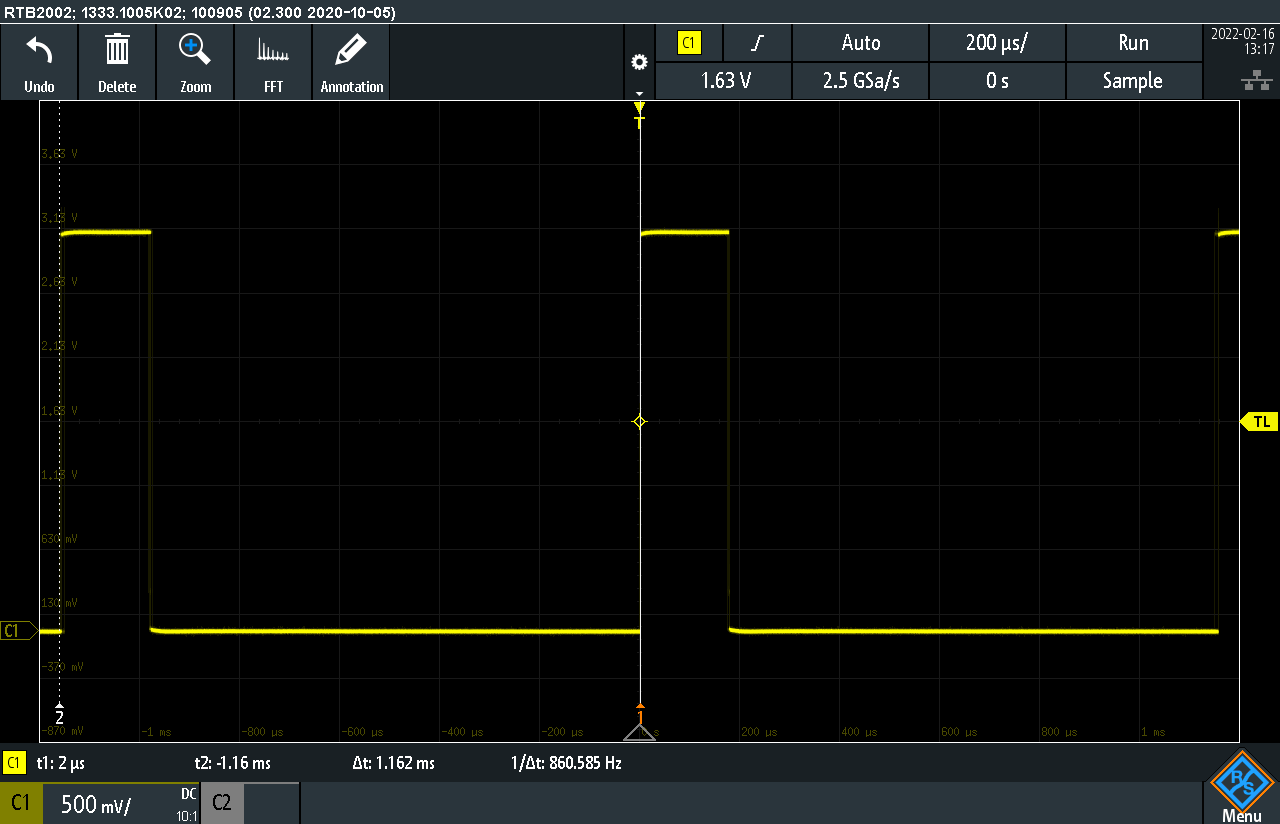 RTB2002; 1333.1005K02; 100905 (02.300 2020-10-05)
Undo Delete Zoom FFT Annotation
C1 Auto 200 µs/ Run
1.63 V 2.5 GSa/s 0 s Sample
2022-02-16
13:17
T
3.63 V
3.13 V
2.63 V
2.13 V
1.63 V
TL
1.13 V
630 mV
130 mV
C1
-370 mV
2 1
-870 mV -1 ms -800 µs -600 µs -400 µs -200 µs s 200 µs 400 µs 600 µs 800 µs 1 ms
C1 t1: 2 µs t2: -1.16 ms Δt: 1.162 ms 1/Δt: 860.585 Hz
C1 500 mV/ DC
10:1
C2
R S
Menu